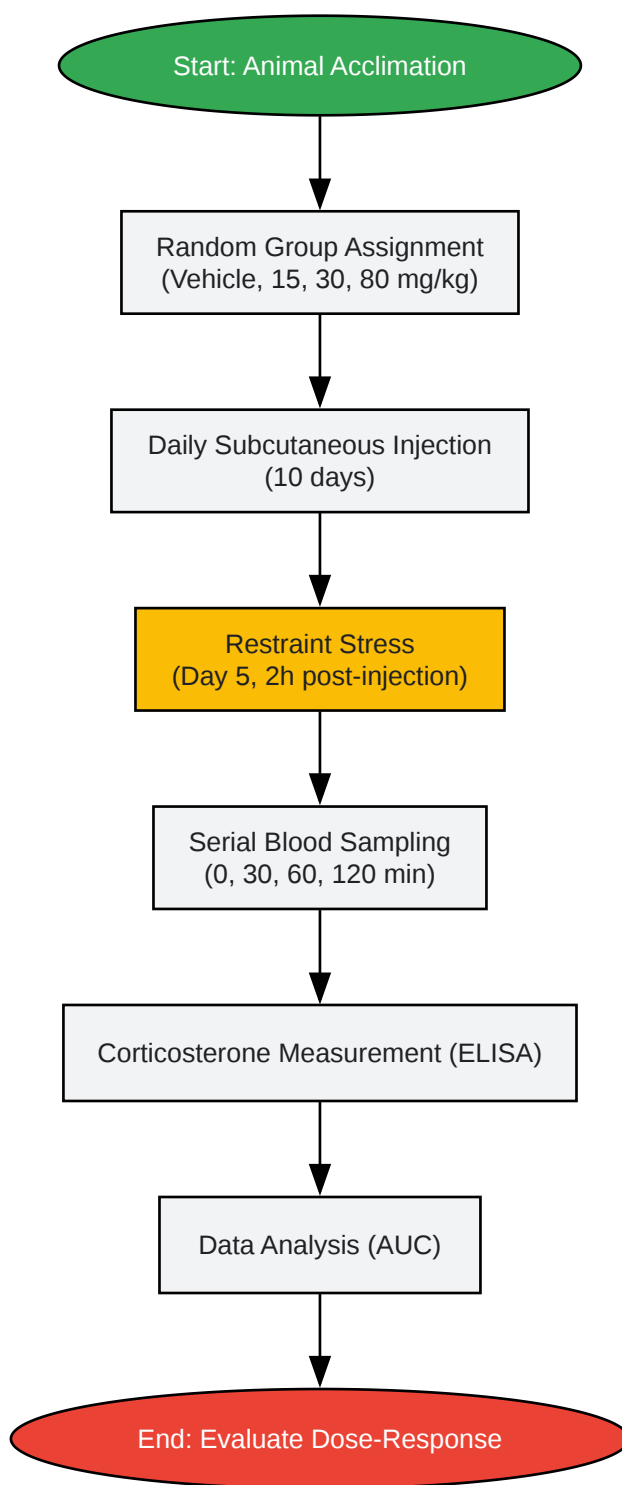 Start: Animal Acclimation
Random Group Assignment
(Vehicle, 15, 30, 80 mg/kg)
Daily Subcutaneous Injection
(10 days)
Restraint Stress
(Day 5, 2h post-injection)
Serial Blood Sampling
(0, 30, 60, 120 min)
Corticosterone Measurement (ELISA)
Data Analysis (AUC)
End: Evaluate Dose-Response